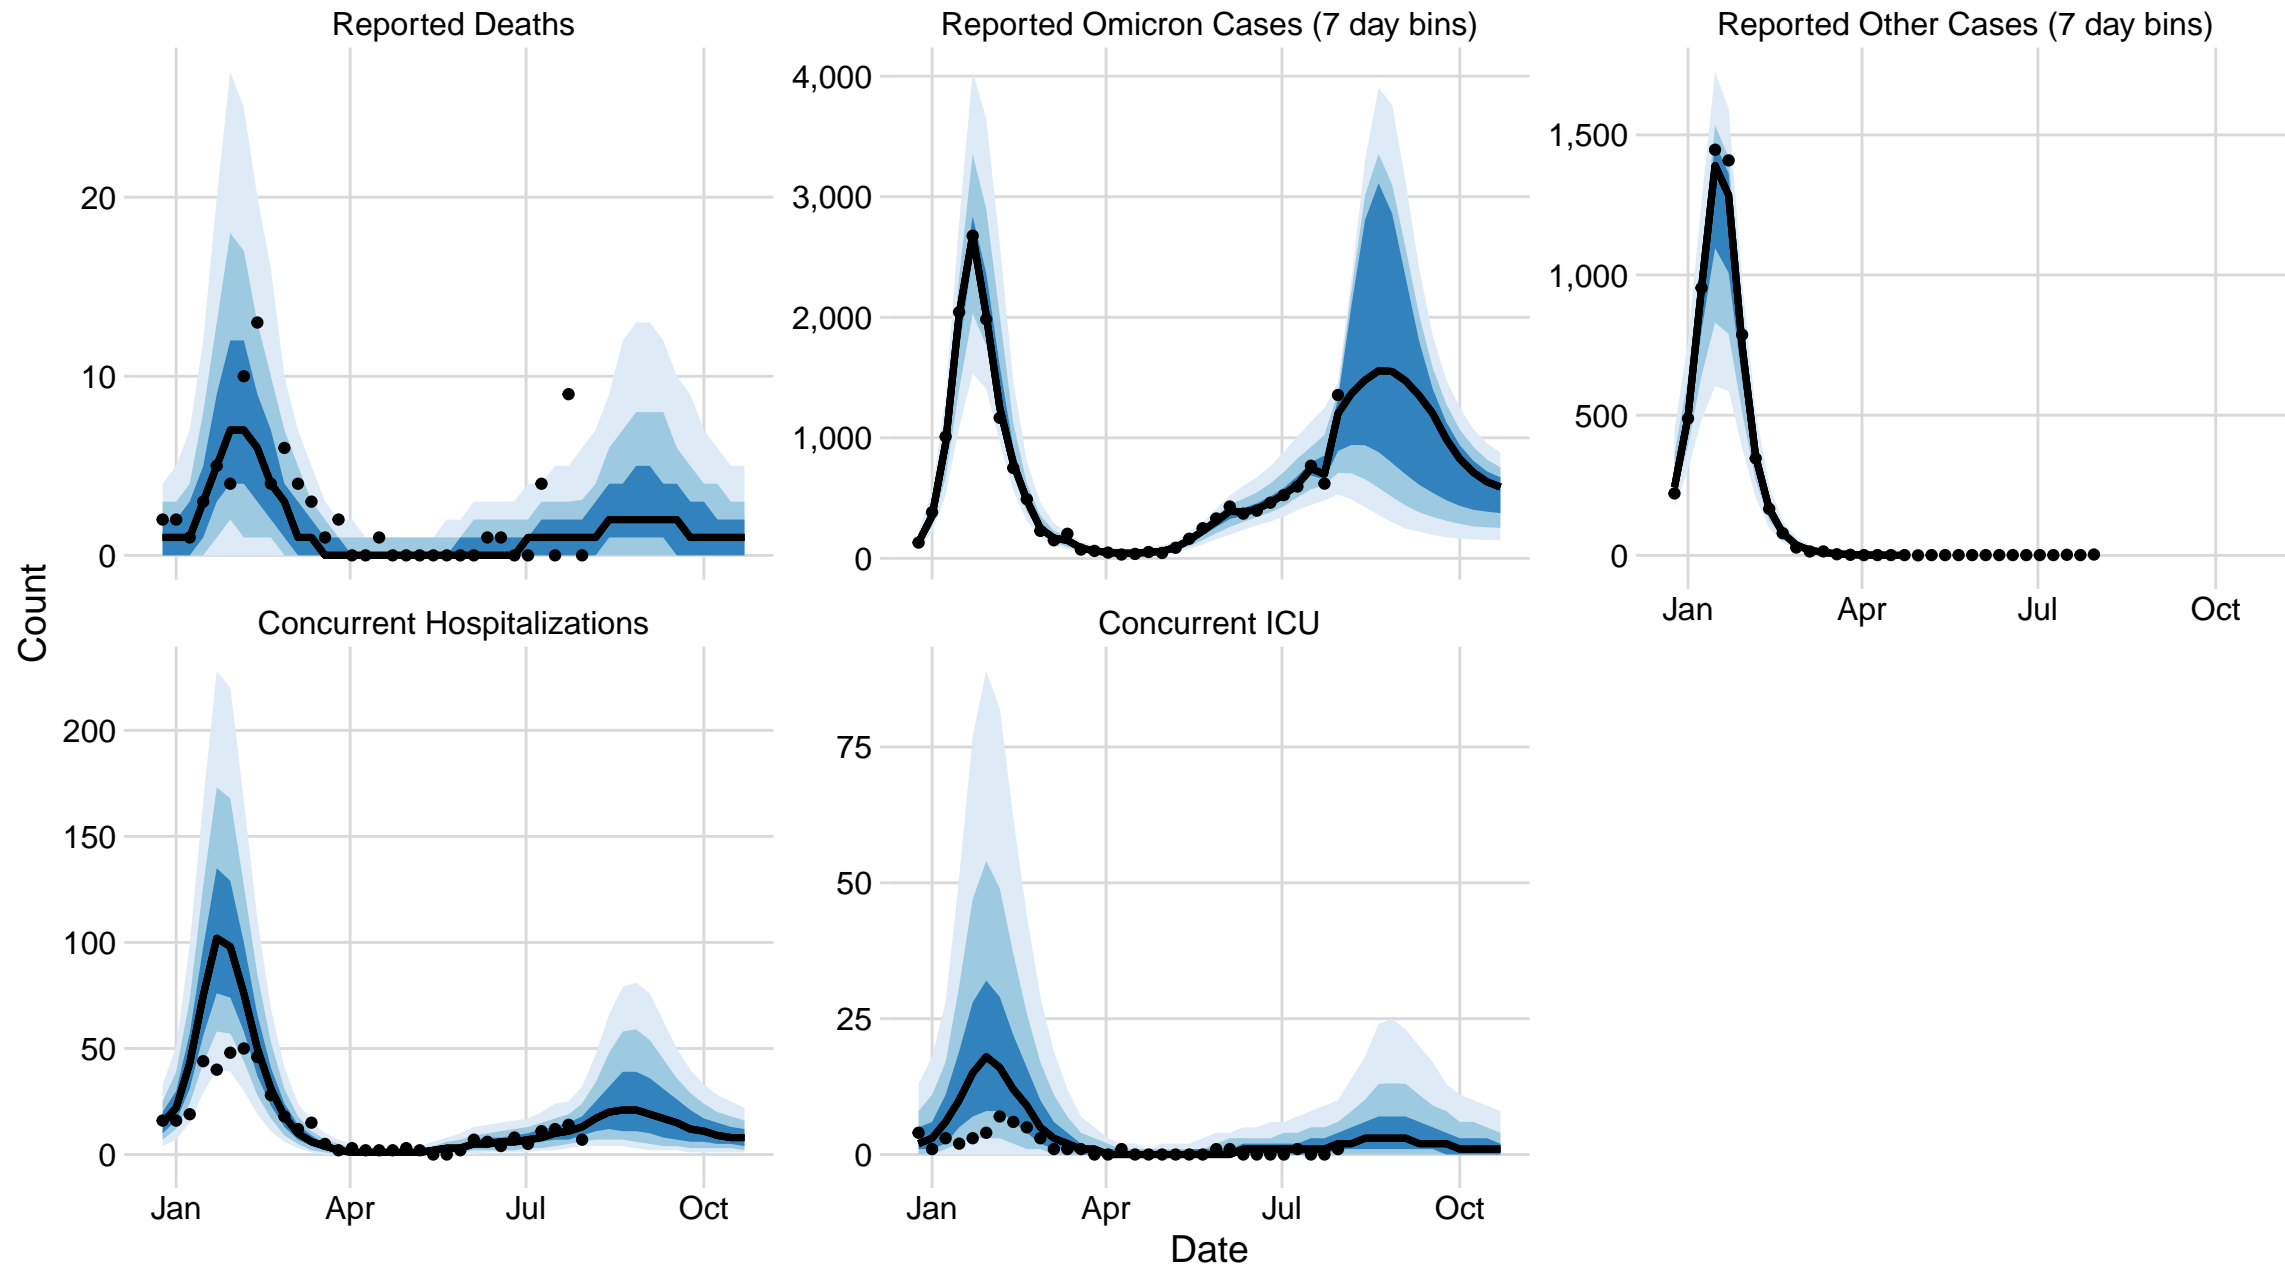 Reported Deaths
Reported Omicron Cases (7 day bins)
Reported Other Cases (7 day bins)
20
10
0
4,000
3,000
2,000
1,000
0
1,500
1,000
500
0
Jan Apr Jul Oct
Count
Concurrent Hospitalizations
Concurrent ICU
200
150
100
50
0
Jan Apr Jul Oct
75
50
25
0
Jan Apr Jul Oct
Date